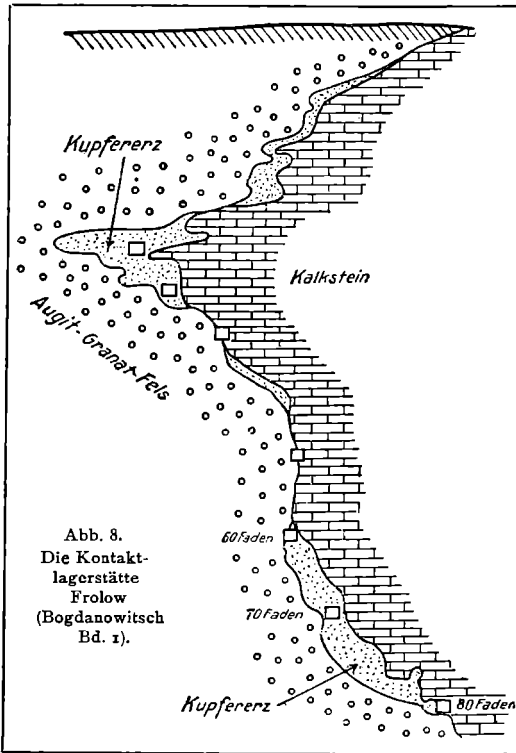 Kupfererz
Kalkstein
Augit-Granat-Fels
Abb. 8.
Die Kontakt-
lagerstätte
Frolow
(Bogdanowitsch
Bd. 1).
60 Faden
70 Faden
80 Faden
Kupfererz